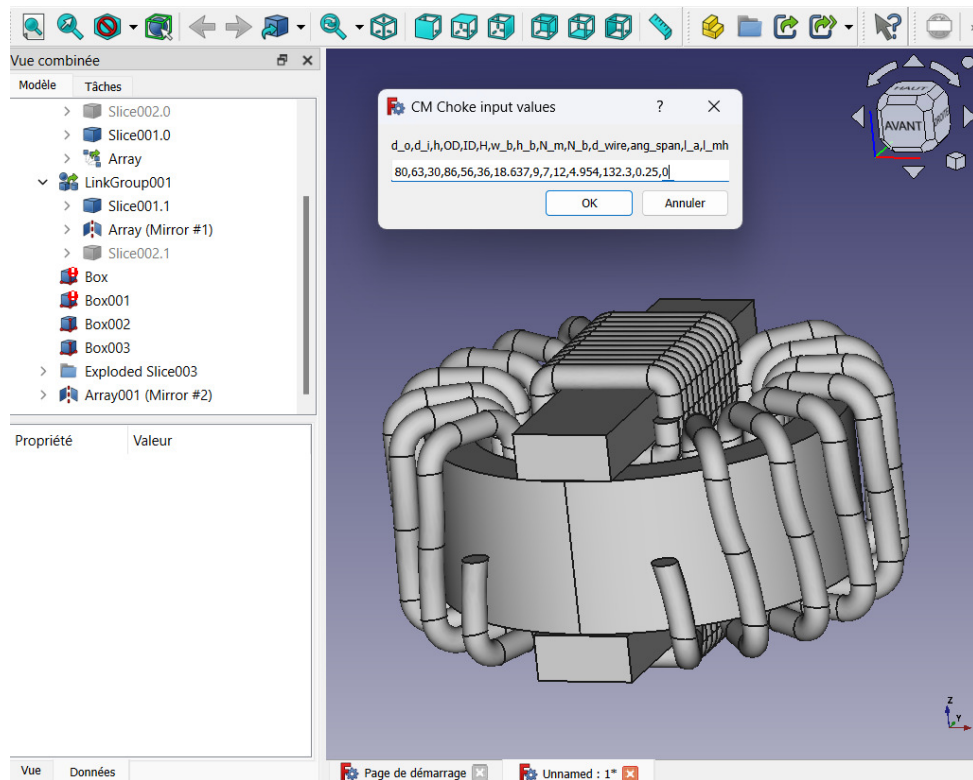 Vue combinée
Modèle
Tâches
Slice002.0
Slice001.0
Array
LinkGroup001
Slice001.1
Array (Mirror #1)
Slice002.1
Box
Box001
Box002
Box003
Exploded Slice003
Array001 (Mirror #2)
Propriété
Valeur
Vue
Données
CM Choke input values
?
d_o,d_i,h,OD,ID,H,w_b,h_b,N_m,N_b,d_wire,ang_span,l_a,l_mh
80,63,30,86,56,36,18.637,9,7,12,4.954,132.3,0.25,0
OK
Annuler
HAUT
AVANT
DROITE
Z
Y
Page de démarrage
Unnamed : 1*